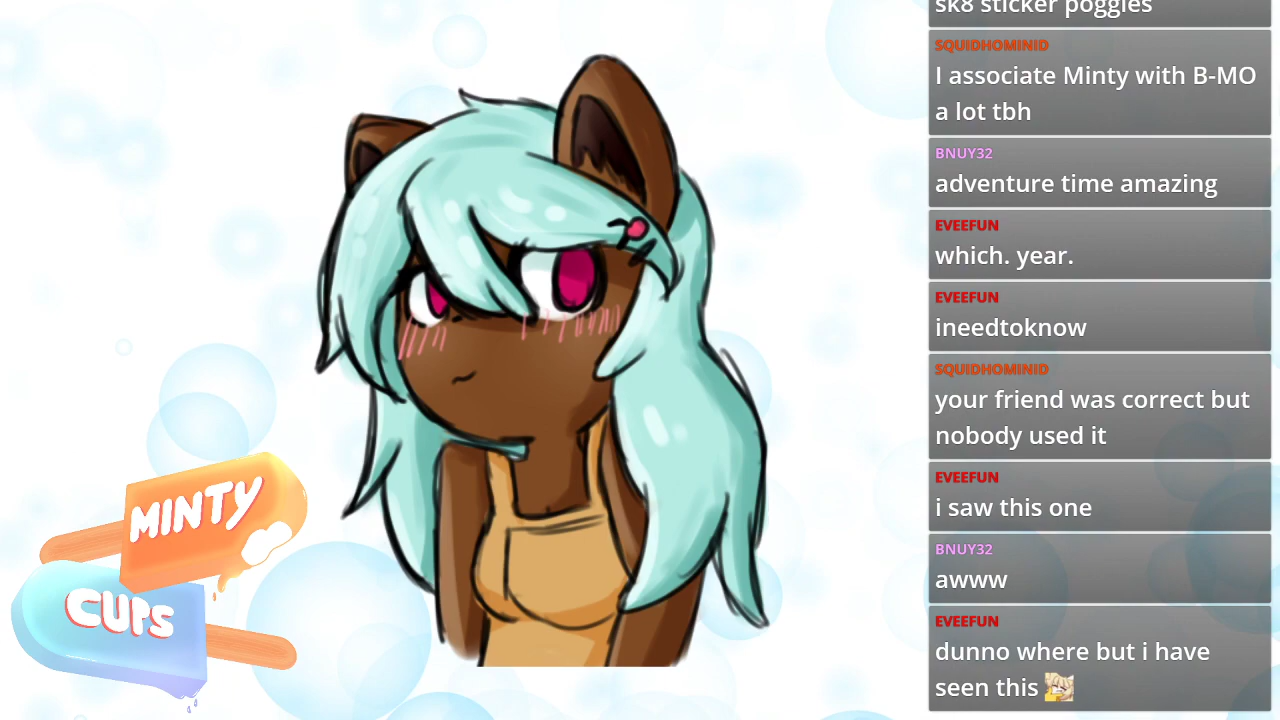 MINTY
CUPS
sk8 sticker poggies
SQUIDHOMINID
I associate Minty with B-MO
a lot tbh
BNUY32
adventure time amazing
EVEEFUN
which. year.
EVEEFUN
ineedtoknow
SQUIDHOMINID
your friend was correct but
nobody used it
EVEEFUN
i saw this one
BNUY32
awww
EVEEFUN
dunno where but i have
seen this